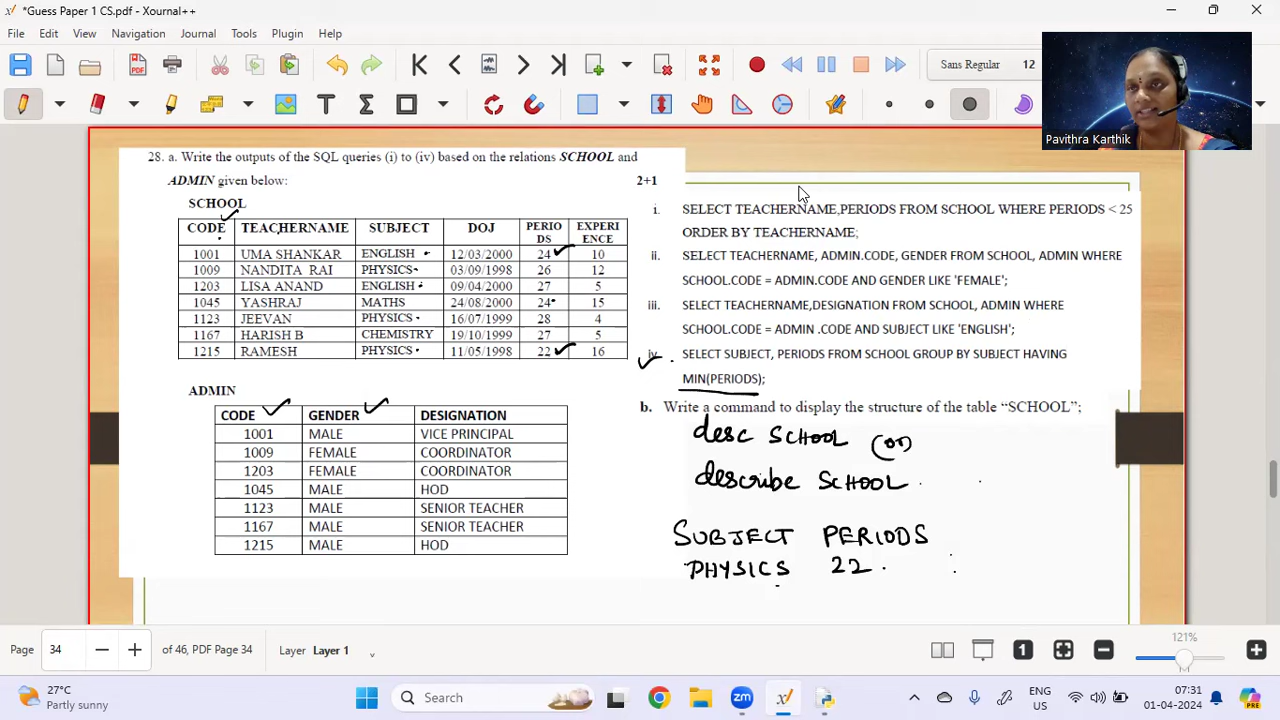 *Guess Paper 1 CS.pdf - Xournal++
File Edit View Navigation Journal Tools Plugin Help
Sans Regular 12
Pavithra Karthik
28. a. Write the outputs of the SQL queries (i) to (iv) based on the relations SCHOOL and
ADMIN given below: 2+1
SCHOOL
CODE TEACHERNAME SUBJECT DOJ PERIO DS EXPERI ENCE
1001 UMA SHANKAR ENGLISH 12/03/2000 24 10
1009 NANDITA RAI PHYSICS 03/09/1998 26 12
1203 LISA ANAND ENGLISH 09/04/2000 27 5
1045 YASHRAJ MATHS 24/08/2000 24 15
1123 JEEVAN PHYSICS 16/07/1999 28 4
1167 HARISH B CHEMISTRY 19/10/1999 27 5
1215 RAMESH PHYSICS 11/05/1998 22 16
ADMIN
CODE GENDER DESIGNATION
1001 MALE VICE PRINCIPAL
1009 FEMALE COORDINATOR
1203 FEMALE COORDINATOR
1045 MALE HOD
1123 MALE SENIOR TEACHER
1167 MALE SENIOR TEACHER
1215 MALE HOD
i. SELECT TEACHERNAME,PERIODS FROM SCHOOL WHERE PERIODS < 25
ORDER BY TEACHERNAME;
ii. SELECT TEACHERNAME, ADMIN.CODE, GENDER FROM SCHOOL, ADMIN WHERE
SCHOOL.CODE = ADMIN.CODE AND GENDER LIKE 'FEMALE';
iii. SELECT TEACHERNAME,DESIGNATION FROM SCHOOL, ADMIN WHERE
SCHOOL.CODE = ADMIN .CODE AND SUBJECT LIKE 'ENGLISH';
iv. SELECT SUBJECT, PERIODS FROM SCHOOL GROUP BY SUBJECT HAVING
MIN(PERIODS);
b. Write a command to display the structure of the table “SCHOOL”;
desc SCHOOL (or)
describe SCHOOL
SUBJECT PERIODS
PHYSICS 22
Page 34 of 46, PDF Page 34 Layer Layer 1 121%
27°C
Partly sunny
Search
ENG
US
07:31
01-04-2024